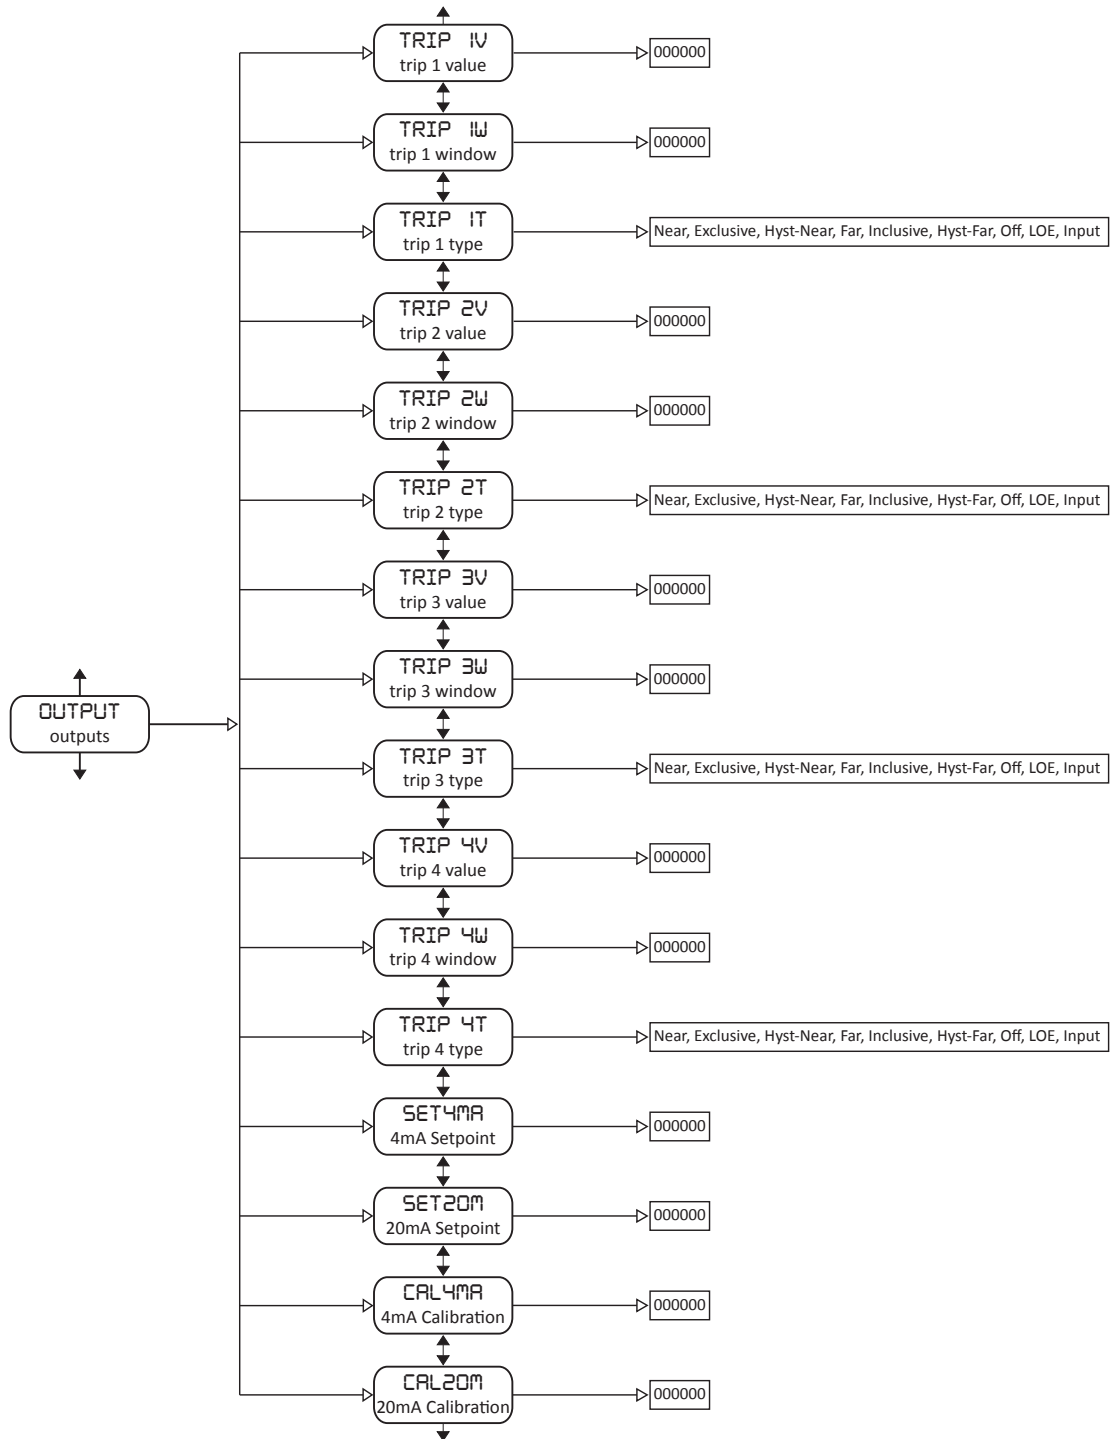 TRIP 1V
trip 1 value
000000
TRIP 1W
trip 1 window
000000
TRIP 1T
trip 1 type
Near, Exclusive, Hyst-Near, Far, Inclusive, Hyst-Far, Off, LOE, Input
TRIP 2V
trip 2 value
000000
TRIP 2W
trip 2 window
000000
TRIP 2T
trip 2 type
Near, Exclusive, Hyst-Near, Far, Inclusive, Hyst-Far, Off, LOE, Input
TRIP 3V
trip 3 value
000000
TRIP 3W
trip 3 window
000000
OUTPUT
outputs
TRIP 3T
trip 3 type
Near, Exclusive, Hyst-Near, Far, Inclusive, Hyst-Far, Off, LOE, Input
TRIP 4V
trip 4 value
000000
TRIP 4W
trip 4 window
000000
TRIP 4T
trip 4 type
Near, Exclusive, Hyst-Near, Far, Inclusive, Hyst-Far, Off, LOE, Input
SET4MA
4mA Setpoint
000000
SET20M
20mA Setpoint
000000
CAL4MA
4mA Calibration
000000
CAL20M
20mA Calibration
000000